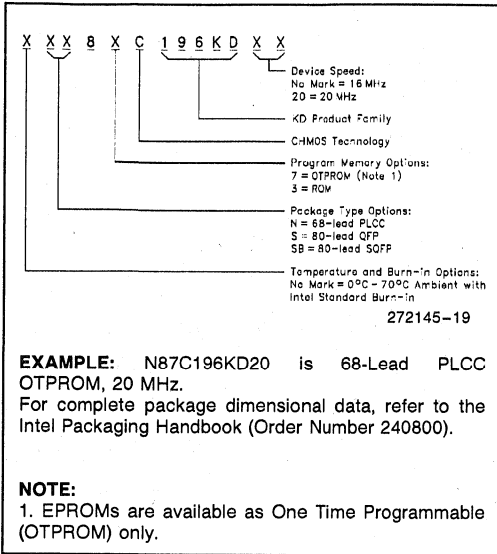 X XX 8 X C 196KD X X
Device Speed:
No Mark = 16 MHz
20 = 20 MHz
KD Product Family
CHMOS Technology
Program Memory Options:
7 = OTPROM (Note 1)
3 = ROM
Package Type Options:
N = 68-lead PLCC
S = 80-lead QFP
SB = 80-lead SQFP
Temperature and Burn-in Options:
No Mark = 0°C - 70°C Ambient with
Intel Standard Burn-in
272145-19
EXAMPLE: N87C196KD20 is 68-Lead PLCC
OTPROM, 20 MHz.
For complete package dimensional data, refer to the
Intel Packaging Handbook (Order Number 240800).
NOTE:
1. EPROMs are available as One Time Programmable
(OTPROM) only.